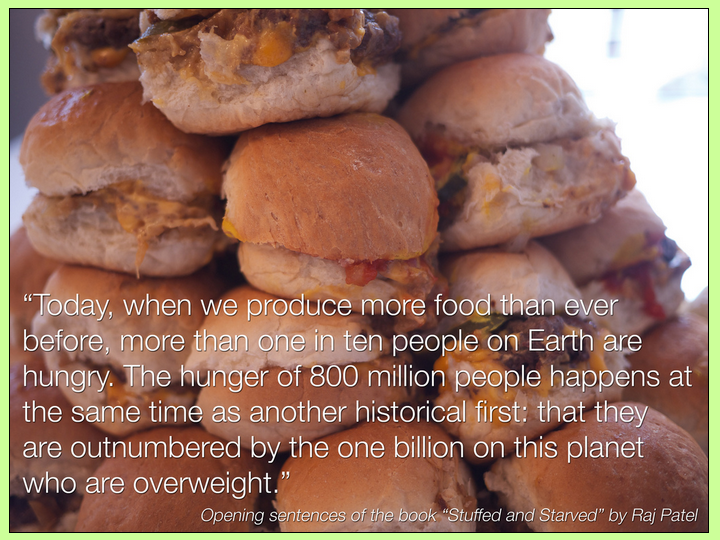 “Today, when we produce more food than ever
before, more than one in ten people on Earth are
hungry. The hunger of 800 million people happens at
the same time as another historical first: that they
are outnumbered by the one billion on this planet
who are overweight.”
Opening sentences of the book “Stuffed and Starved” by Raj Patel